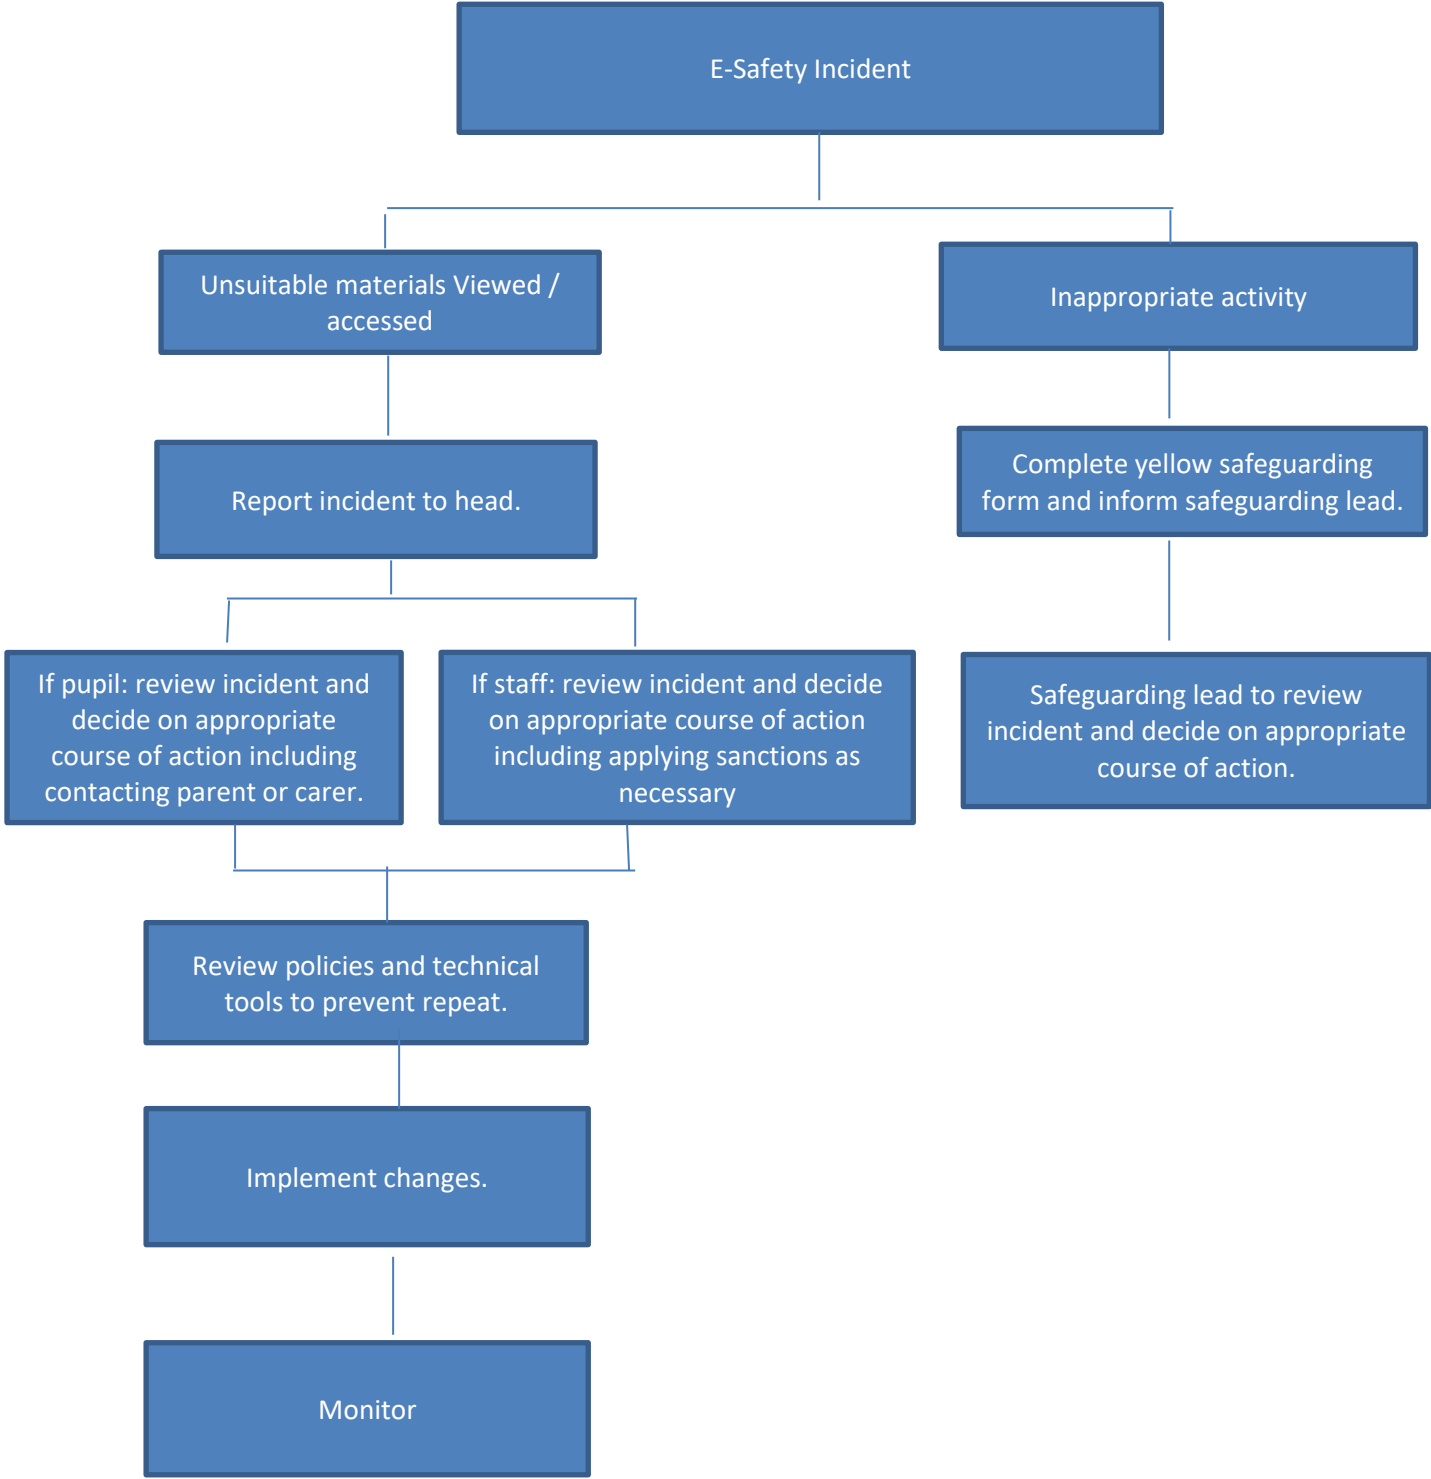 E-Safety Incident
Unsuitable materials Viewed /
accessed
Inappropriate activity
Report incident to head.
Complete yellow safeguarding
form and inform safeguarding lead.
If pupil: review incident and
decide on appropriate
course of action including
contacting parent or carer.
If staff: review incident and decide
on appropriate course of action
including applying sanctions as
necessary
Safeguarding lead to review
incident and decide on appropriate
course of action.
Review policies and technical
tools to prevent repeat.
Implement changes.
Monitor